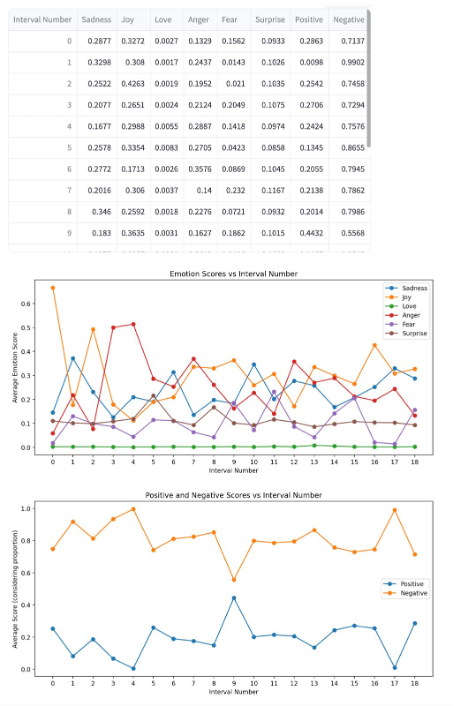 Interval Number Sadness Joy Love Anger Fear Surprise Positive Negative
0 0.2877 0.3272 0.0027 0.1329 0.1562 0.0933 0.2863 0.7137
1 0.3298 0.308 0.0017 0.2437 0.0143 0.1026 0.0098 0.9902
2 0.2522 0.4263 0.0019 0.1952 0.021 0.1035 0.2542 0.7458
3 0.2077 0.2651 0.0024 0.2124 0.2049 0.1075 0.2706 0.7294
4 0.1677 0.2988 0.0055 0.2887 0.1418 0.0974 0.2424 0.7576
5 0.2578 0.3354 0.0083 0.2705 0.0423 0.0858 0.1345 0.8655
6 0.2772 0.1713 0.0026 0.3576 0.0869 0.1045 0.2055 0.7945
7 0.2016 0.306 0.0037 0.14 0.232 0.1167 0.2138 0.7862
8 0.346 0.2592 0.0018 0.2276 0.0721 0.0932 0.2014 0.7986
9 0.183 0.3635 0.0031 0.1627 0.1862 0.1015 0.4432 0.5568
Emotion Scores vs Interval Number
Sadness
Joy
Love
Anger
Fear
Surprise
Average Emotion Score
0.6
0.5
0.4
0.3
0.2
0.1
0.0
0 1 2 3 4 5 6 7 8 9 10 11 12 13 14 15 16 17 18
Interval Number
Positive and Negative Scores vs Interval Number
Positive
Negative
Average Score (considering proportion)
1.0
0.8
0.6
0.4
0.2
0.0
0 1 2 3 4 5 6 7 8 9 10 11 12 13 14 15 16 17 18
Interval Number